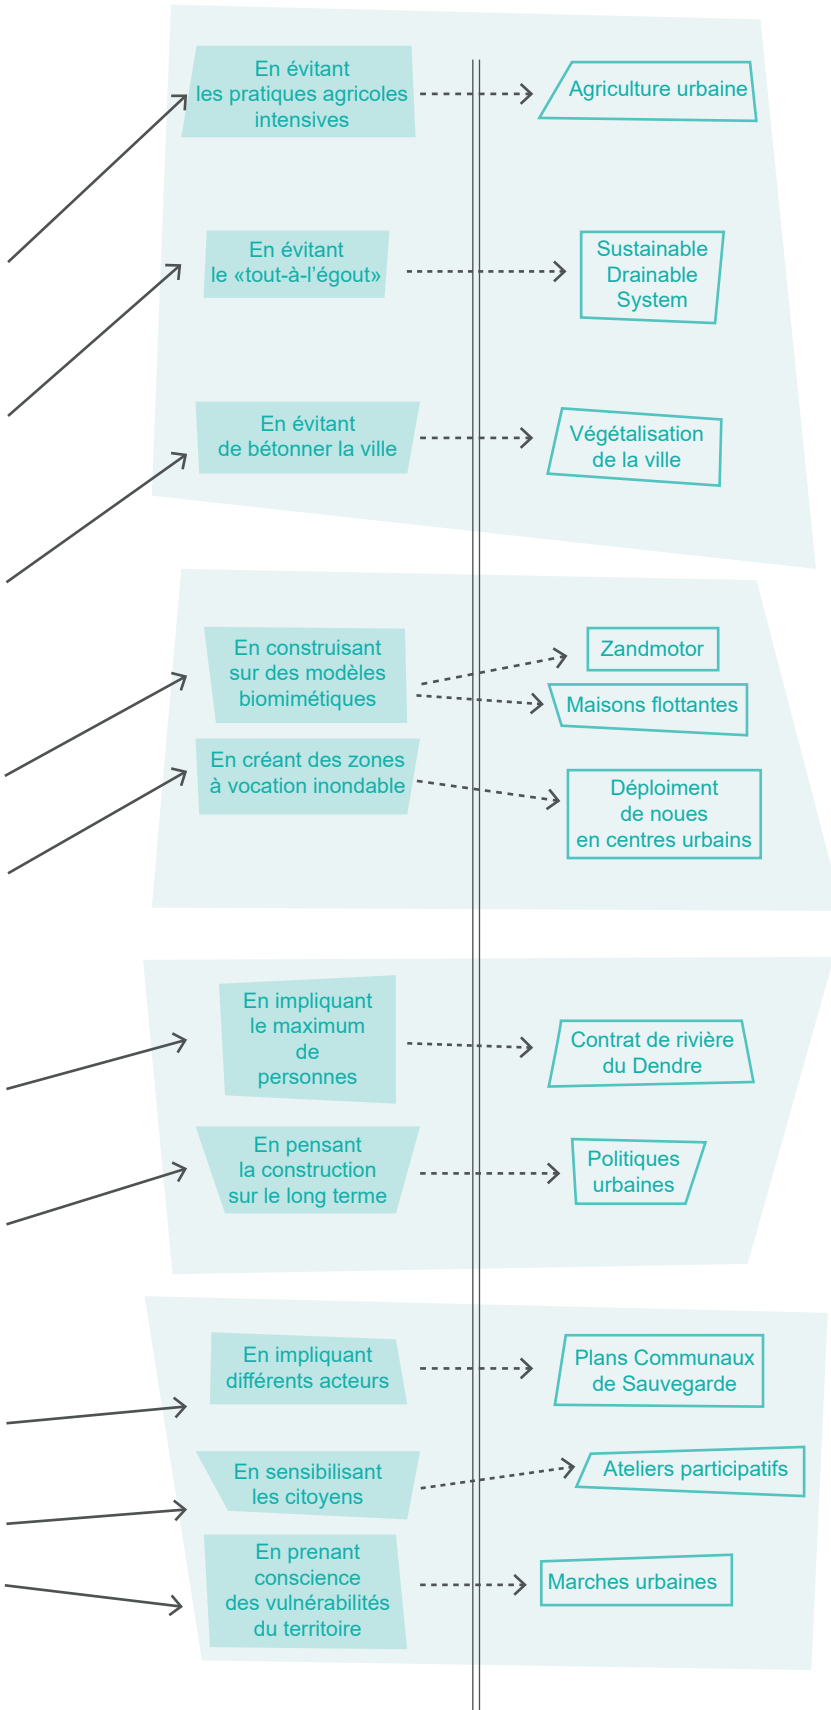 En évitant
les pratiques agricoles
intensives
Agriculture urbaine
En évitant
le «tout-à-l’égout»
Sustainable
Drainable
System
En évitant
de bétonner la ville
Végétalisation
de la ville
En construisant
sur des modèles
biomimétiques
Zandmotor
Maisons flottantes
En créant des zones
à vocation inondable
Déploiment
de noues
en centres urbains
En impliquant
le maximum
de
personnes
Contrat de rivière
du Dendre
En pensant
la construction
sur le long terme
Politiques
urbaines
En impliquant
différents acteurs
Plans Communaux
de Sauvegarde
En sensibilisant
les citoyens
Ateliers participatifs
En prenant
conscience
des vulnérabilités
du territoire
Marches urbaines